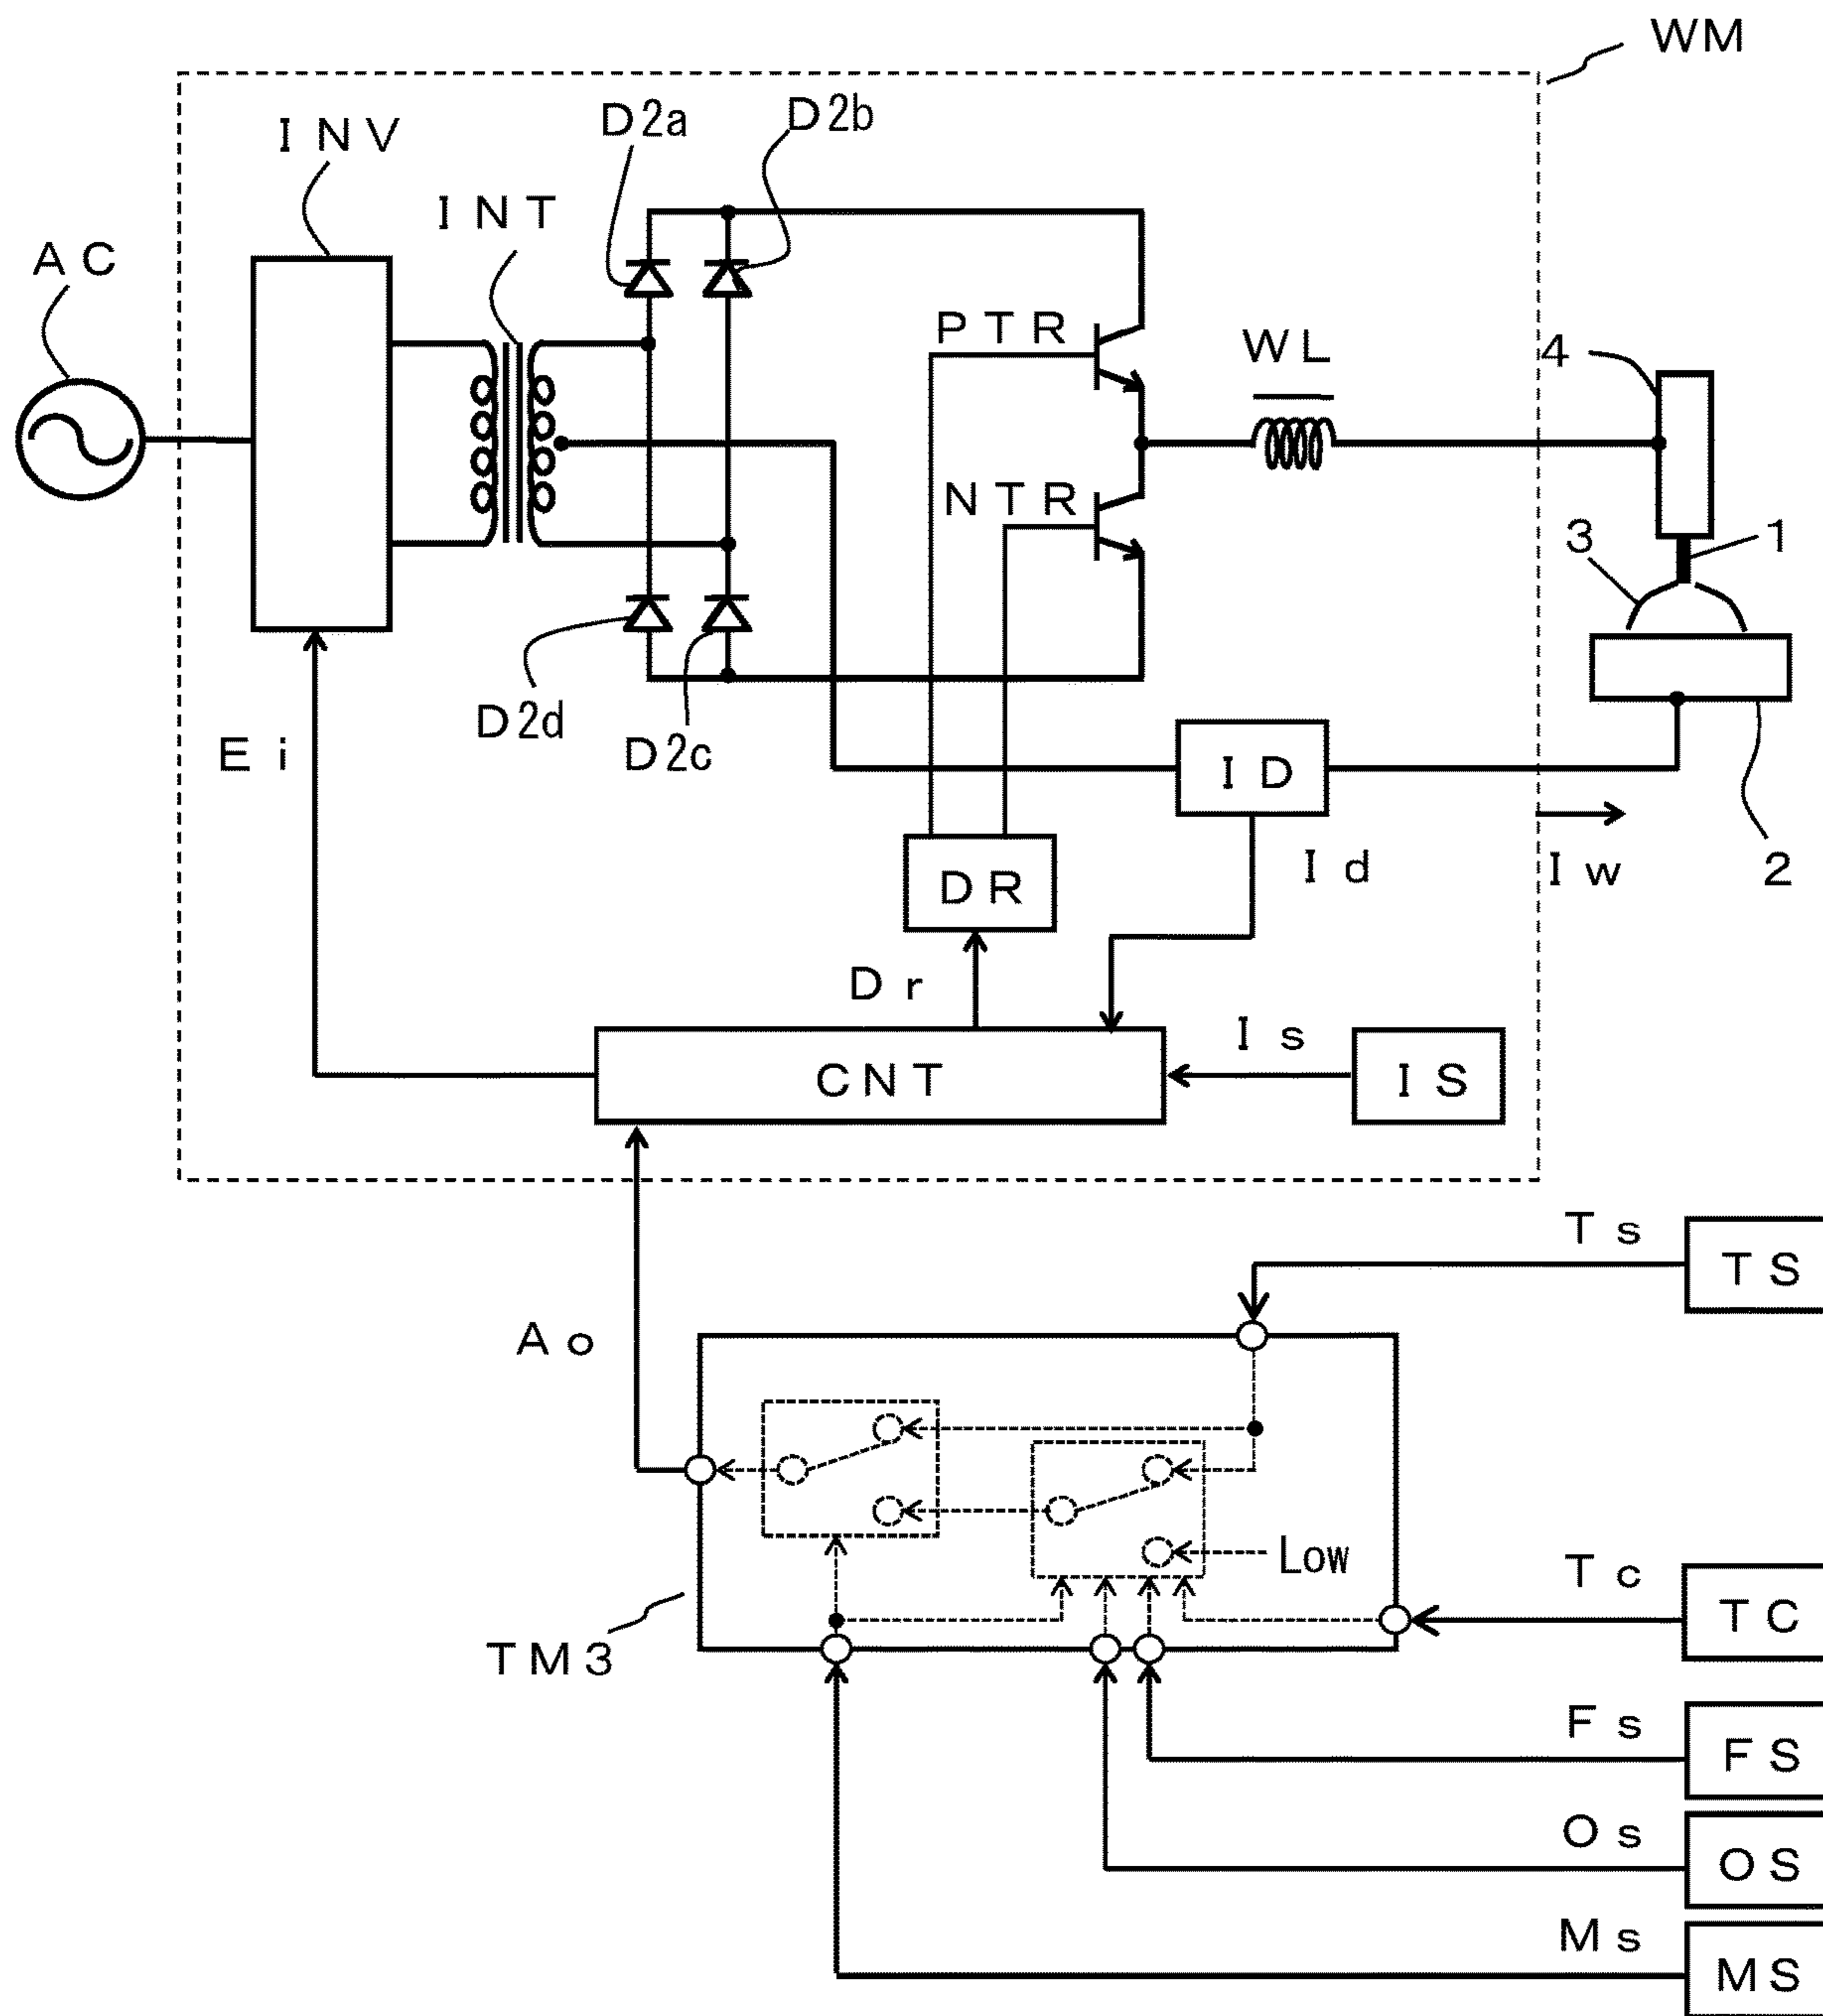 WM
D2a
D2b
INV
INT
AC
PTR
WL
4
NTR
3
1
D2d
D2c
Ei
ID
Id
Iw
2
DR
Dr
Is
CNT
IS
Ts
TS
Ao
Low
Tc
TC
TM3
Fs
FS
Os
OS
Ms
MS